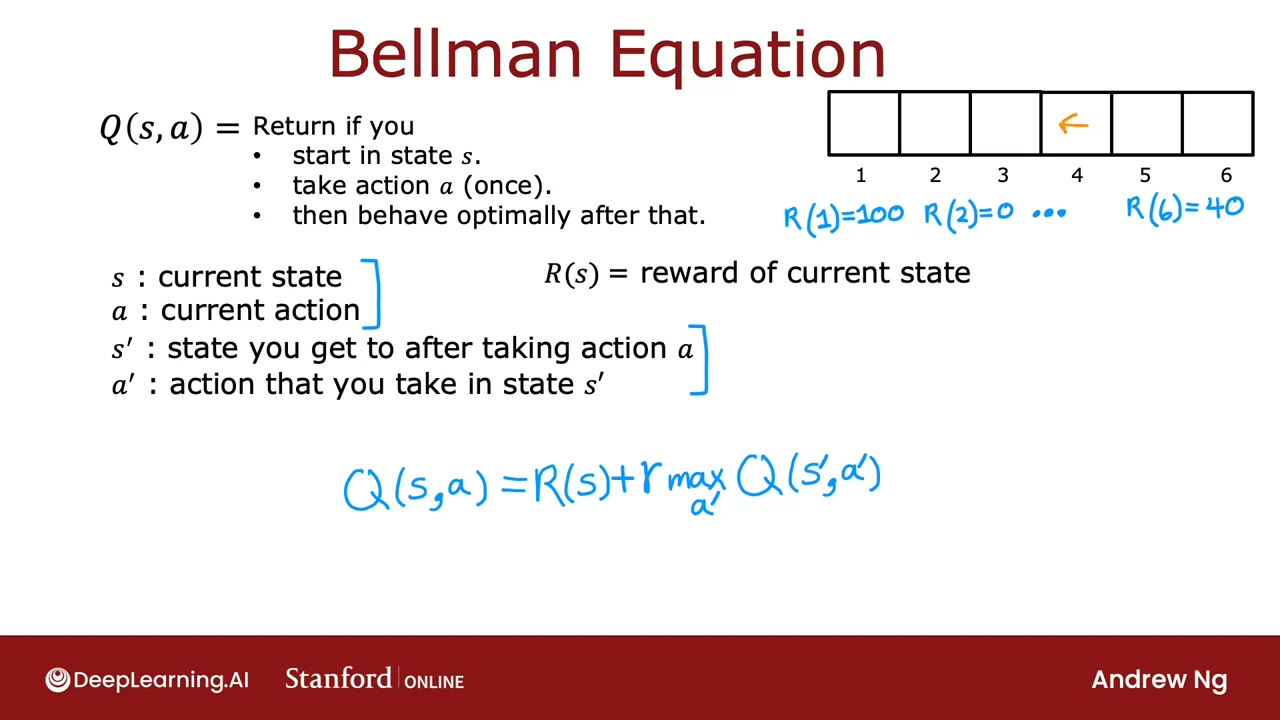 Bellman Equation
Q(s, a) = Return if you
• start in state s.
• take action a (once).
• then behave optimally after that.
←
1 2 3 4 5 6
R(1)=100 R(2)=0 ... R(6)=40
s : current state
a : current action
R(s) = reward of current state
s′ : state you get to after taking action a
a′ : action that you take in state s′
Q(s,a) = R(s)+γ max Q(s′,a′)
a′
DeepLearning.AI Stanford | ONLINE Andrew Ng